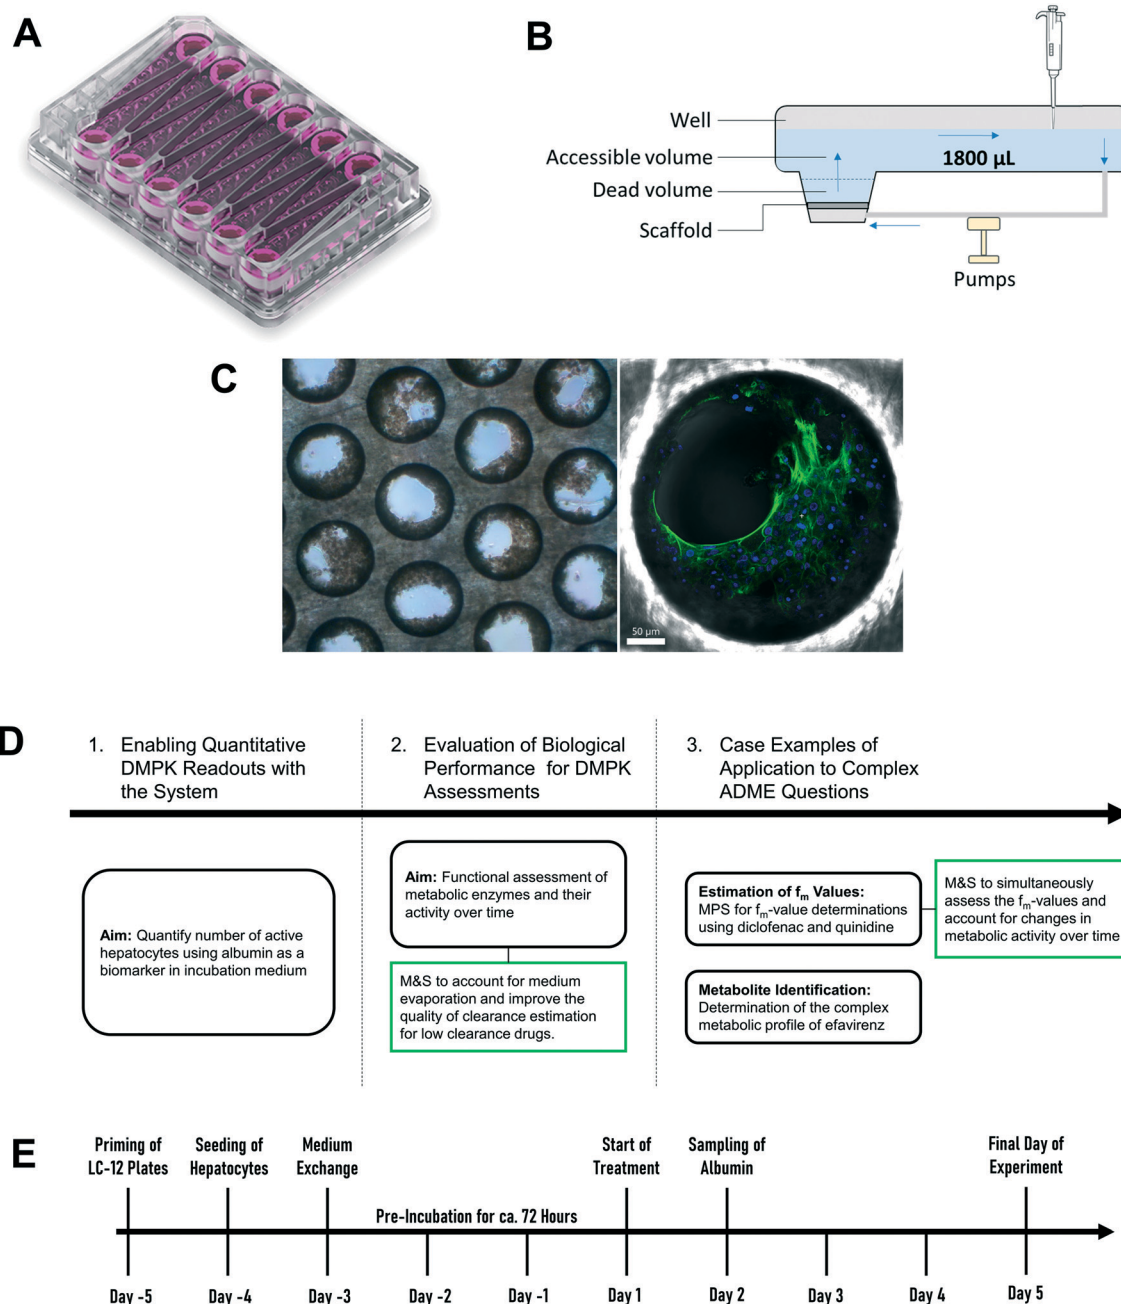 A
B
Well
Accessible volume
1800 µL
Dead volume
Scaffold
Pumps
C
50 µm
D
1. Enabling Quantitative
DMPK Readouts with
the System
2. Evaluation of Biological
Performance for DMPK
Assessments
3. Case Examples of
Application to Complex
ADME Questions
Aim: Quantify number of active
hepatocytes using albumin as a
biomarker in incubation medium
Aim: Functional assessment of
metabolic enzymes and their
activity over time
M&S to account for medium
evaporation and improve the
quality of clearance estimation
for low clearance drugs.
Estimation of fm Values:
MPS for fm-value determinations
using diclofenac and quinidine
M&S to simultaneously
assess the fm-values and
account for changes in
metabolic activity over time
Metabolite Identification:
Determination of the complex
metabolic profile of efavirenz
E
Priming of
LC-12 Plates
Seeding of
Hepatocytes
Medium
Exchange
Pre-Incubation for ca. 72 Hours
Start of
Treatment
Sampling of
Albumin
Final Day of
Experiment
Day -5
Day -4
Day -3
Day -2
Day -1
Day 1
Day 2
Day 3
Day 4
Day 5